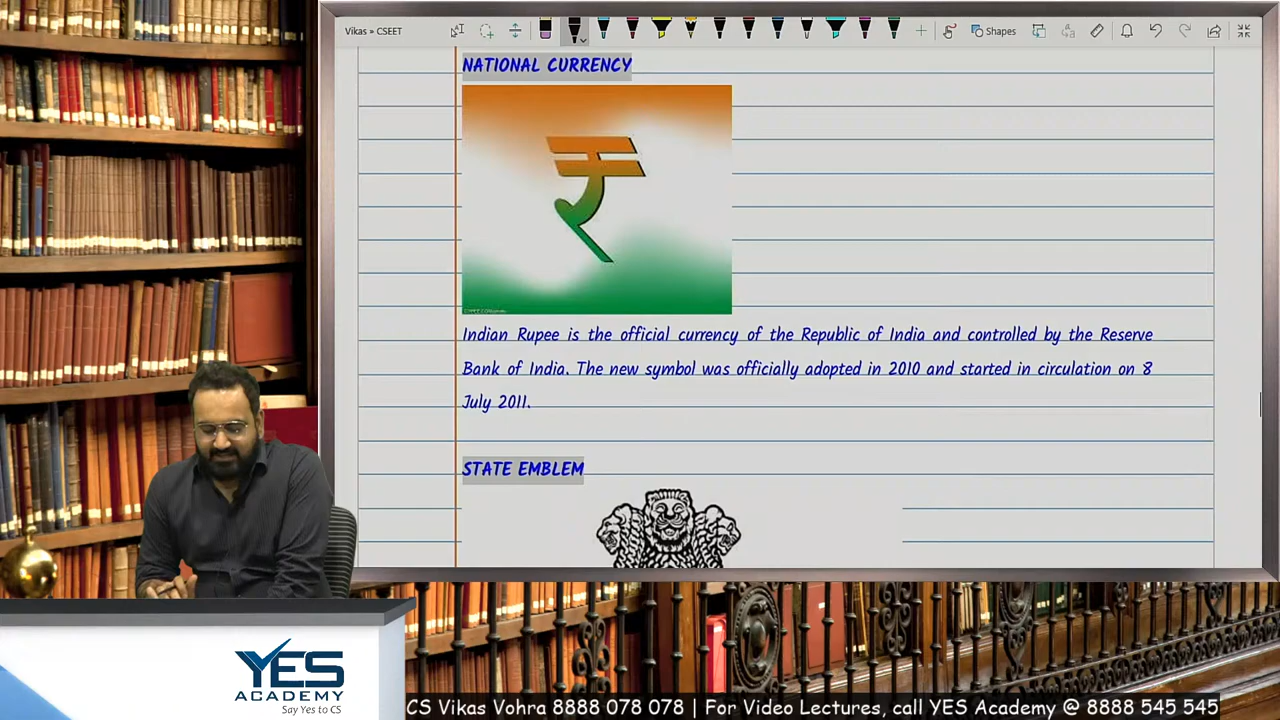 Vikas » CSEET
Shapes
NATIONAL CURRENCY
Indian Rupee is the official currency of the Republic of India and controlled by the Reserve
Bank of India. The new symbol was officially adopted in 2010 and started in circulation on 8
July 2011.
STATE EMBLEM
YES
ACADEMY
Say Yes to CS
CS Vikas Vohra 8888 078 078 | For Video Lectures, call YES Academy @ 8888 545 545